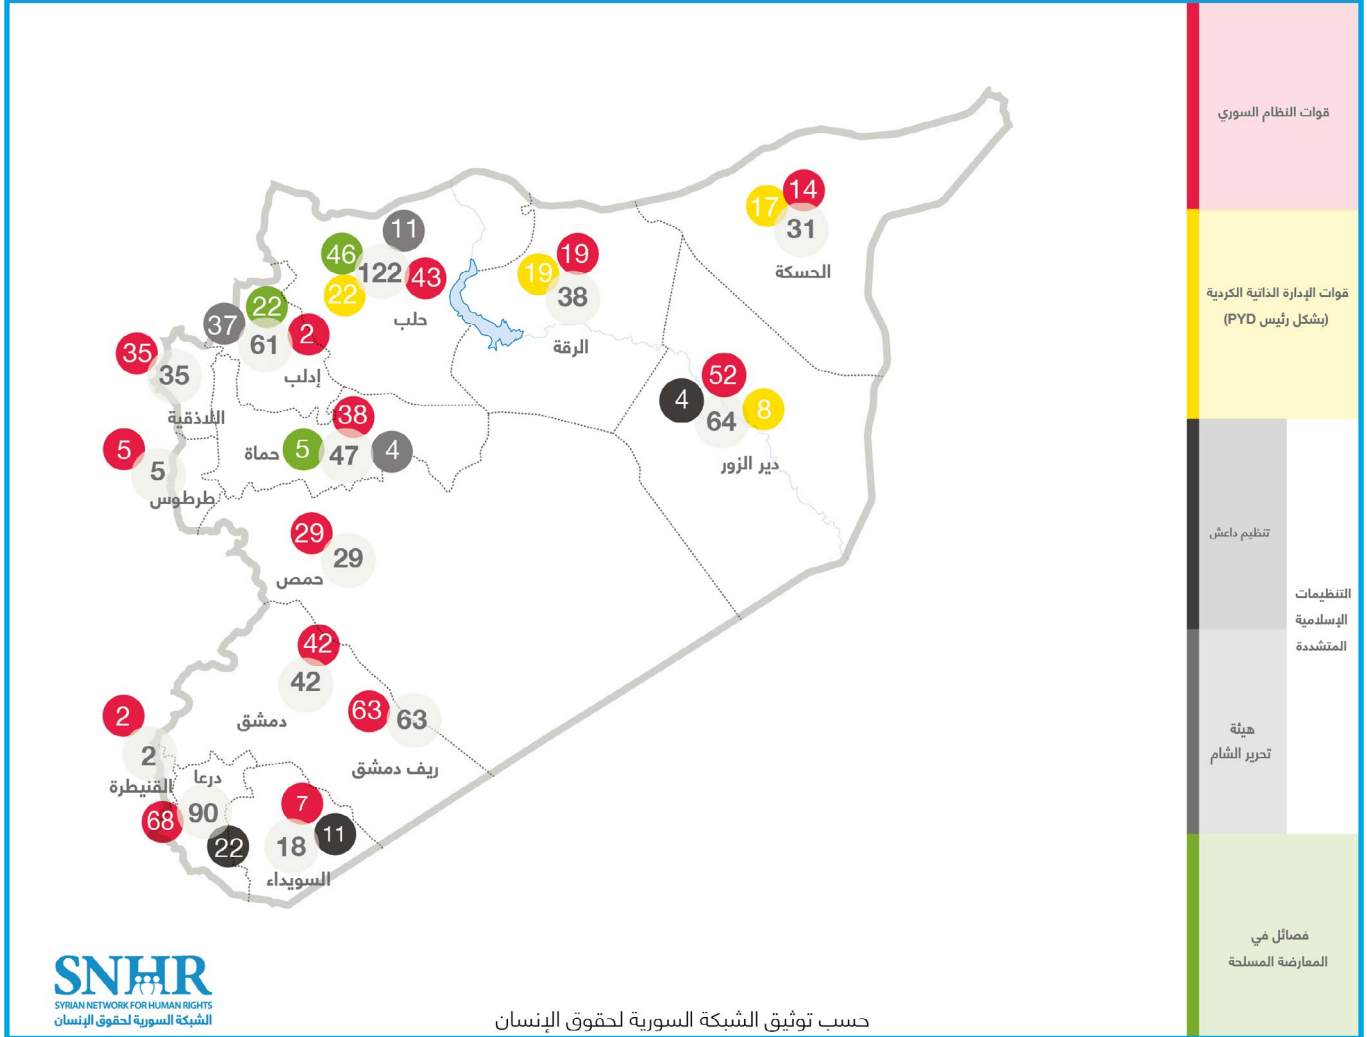 14
17
31
الحسكة
11
46
122
43
22
حلب
19
19
38
الرقة
22
37
2
61
إدلب
35
35
اللاذقية
52
4
8
64
دير الزور
38
5
47
4
حماة
5
5
طرطوس
29
29
حمص
42
42
دمشق
63
63
ريف دمشق
2
2
القنيطرة
درعا
90
68
22
7
11
18
السويداء
قوات النظام السوري
قوات الإدارة الذاتية الكردية
(بشكل رئيس PYD)
تنظيم داعش
التنظيمات
الإسلامية
المتشددة
هيئة
تحرير الشام
فصائل في
المعارضة المسلحة
SNHR
SYRIAN NETWORK FOR HUMAN RIGHTS
الشبكة السورية لحقوق الإنسان
حسب توثيق الشبكة السورية لحقوق الإنسان